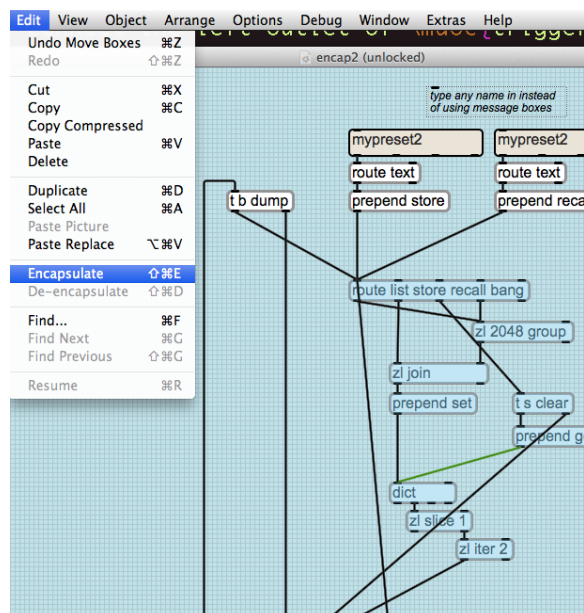 Edit View Object Arrange Options Debug Window Extras Help
encap2 (unlocked)
Undo Move Boxes ⌘Z
Redo ⇧⌘Z
Cut ⌘X
Copy ⌘C
Copy Compressed
Paste ⌘V
Delete
Duplicate ⌘D
Select All ⌘A
Paste Picture
Paste Replace ⌥⌘V
Encapsulate ⇧⌘E
De-encapsulate ⇧⌘D
Find... ⌘F
Find Next ⌘G
Find Previous ⇧⌘G
Resume ⌘R
type any name in instead
of using message boxes
mypreset2 mypreset2
route text route text
t b dump prepend store prepend reca
route list store recall bang
zl 2048 group
zl join
prepend set t s clear
prepend g
dict
zl slice 1
zl iter 2